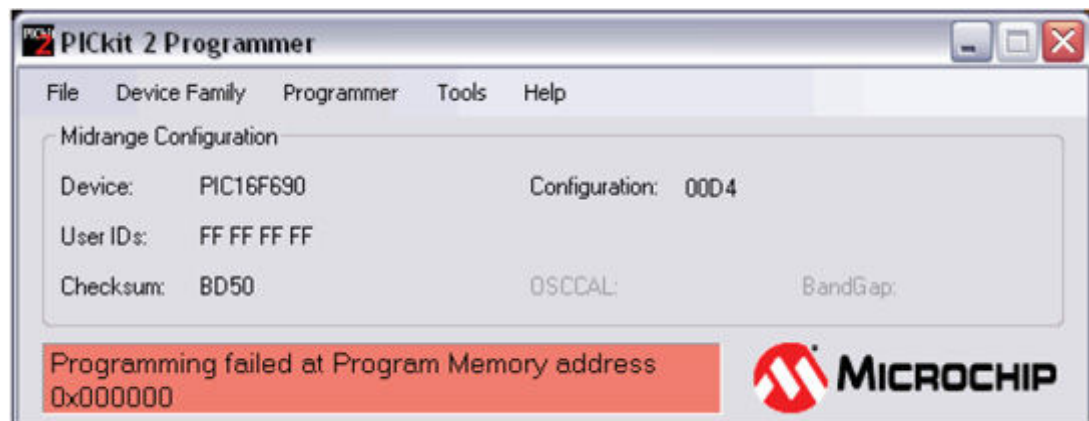 PICkit 2 Programmer
File Device Family Programmer Tools Help
Midrange Configuration
Device: PIC16F690 Configuration: 00D4
User IDs: FF FF FF FF
Checksum: BD50 OSCCAL: BandGap:
Programming failed at Program Memory address
0x000000
MICROCHIP